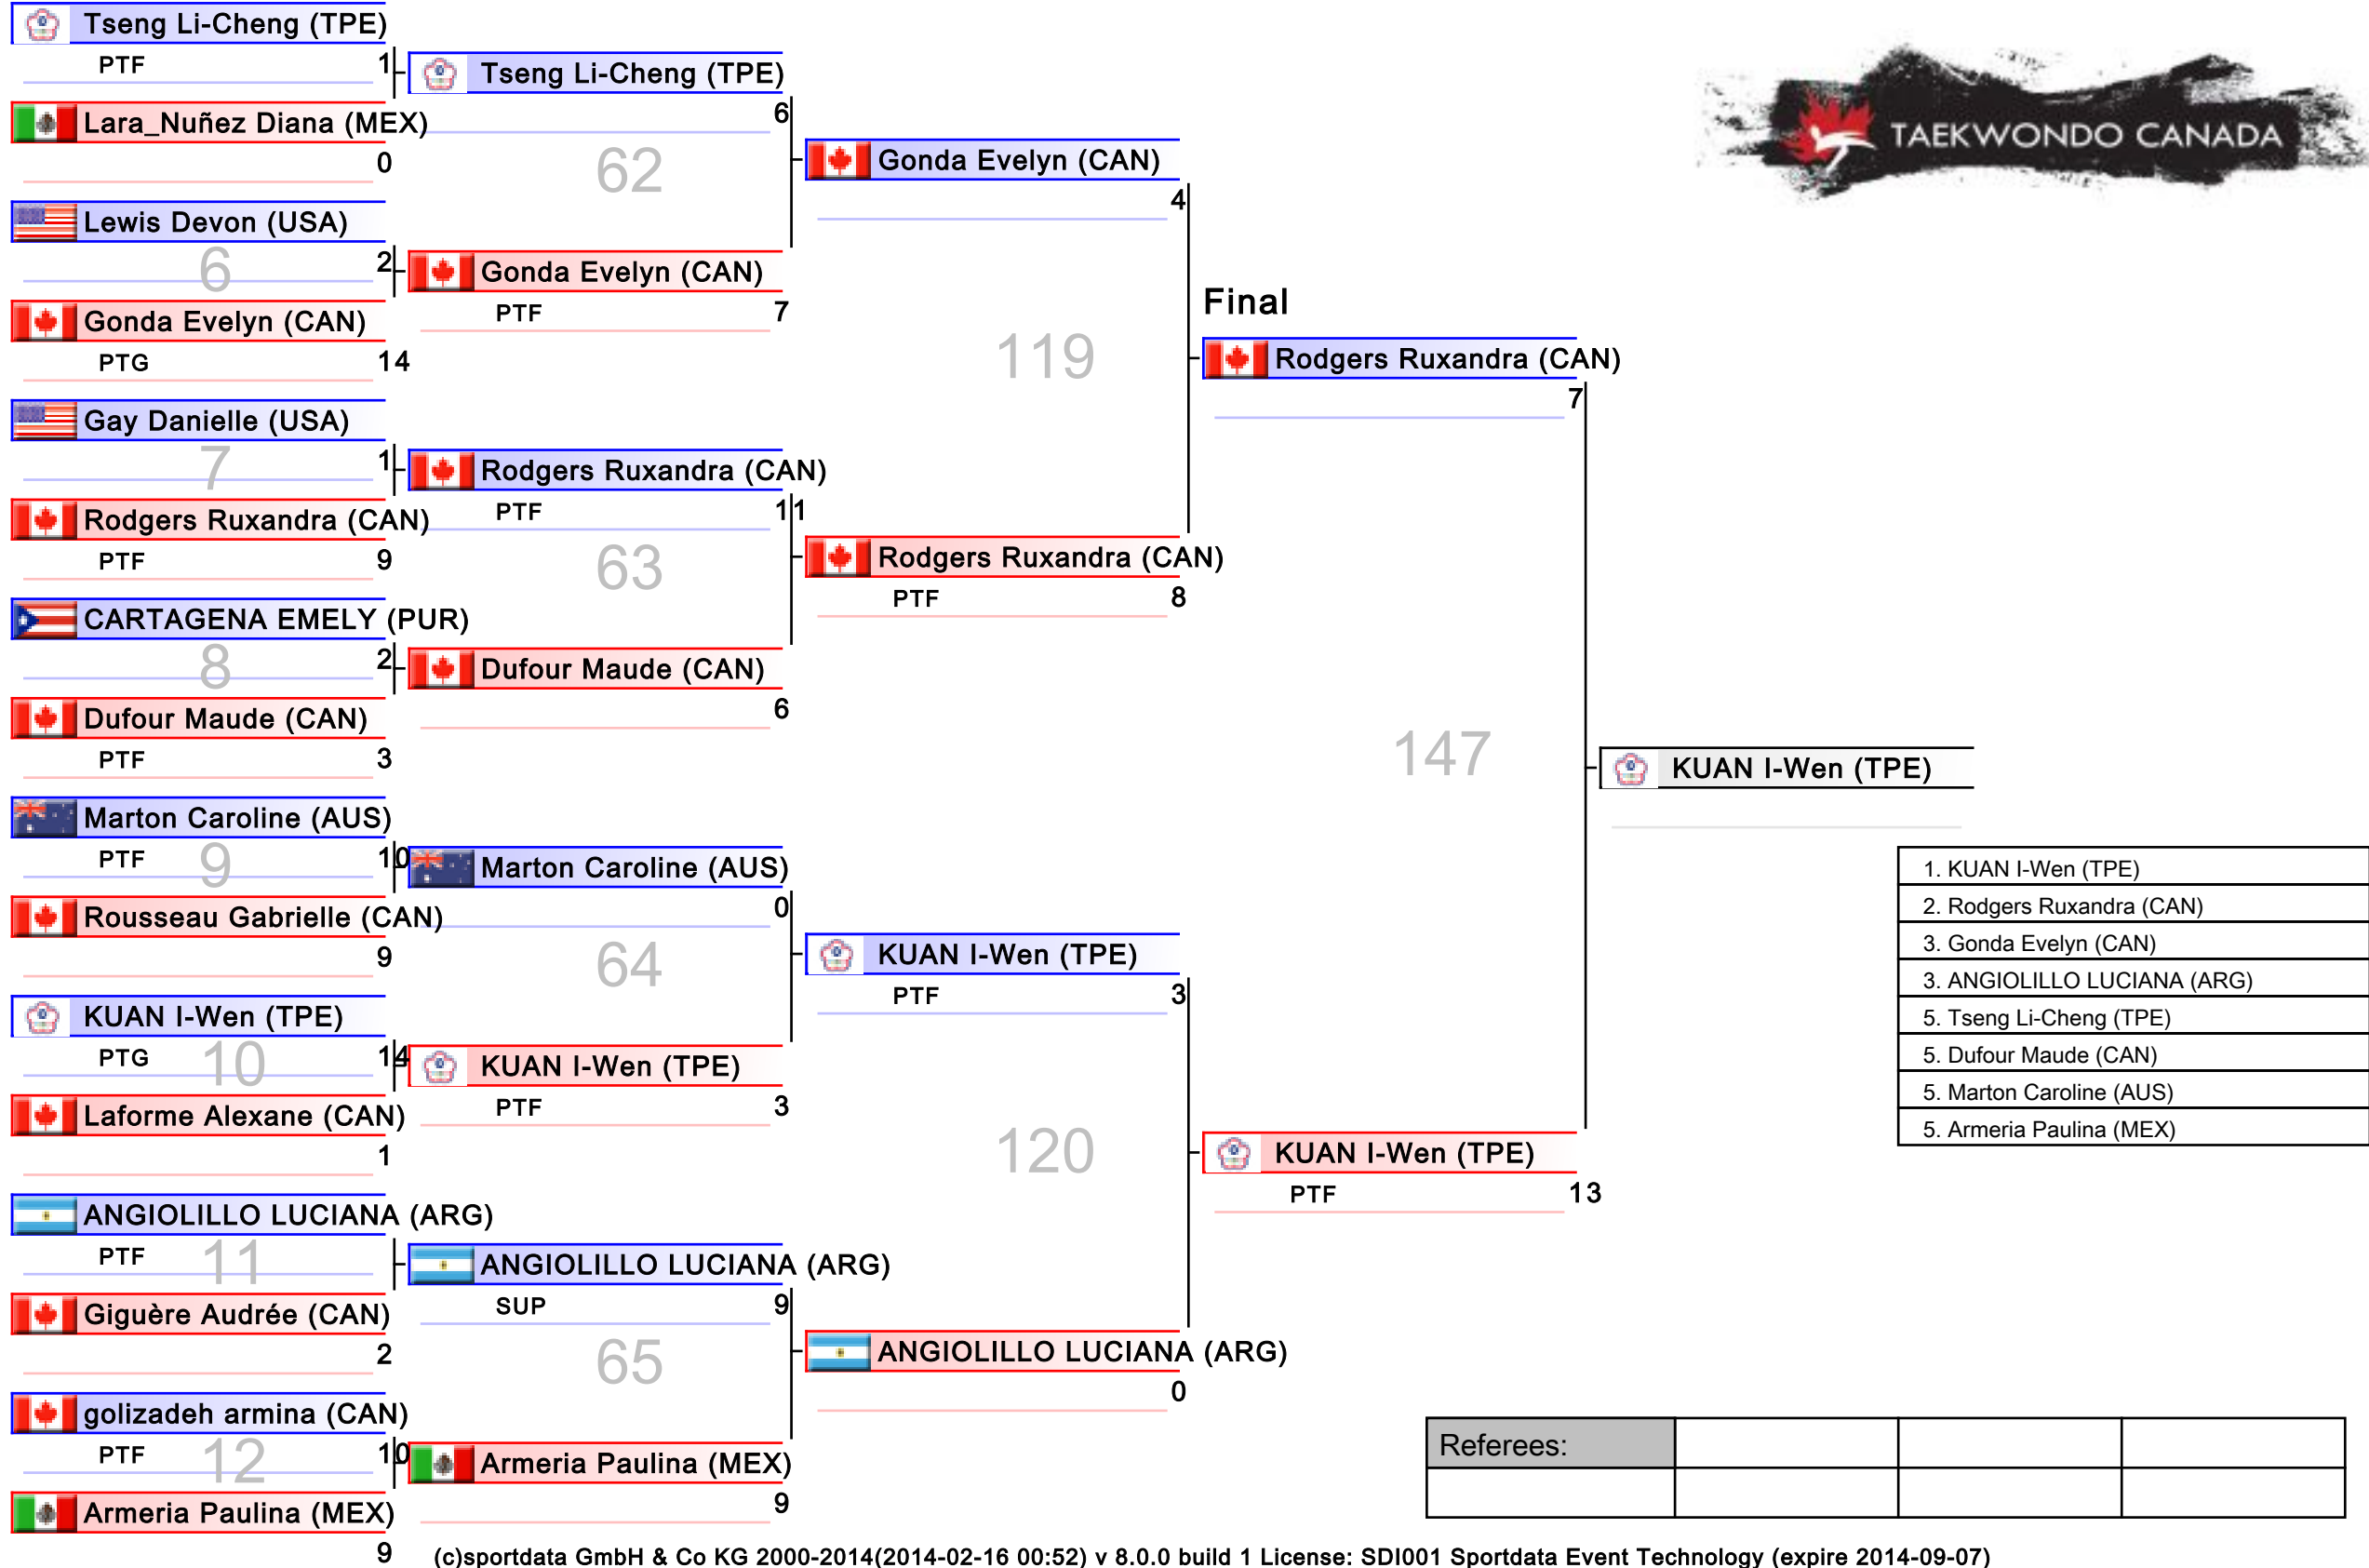 Tseng Li-Cheng (TPE)
PTF 1
Lara_Nuñez Diana (MEX)
0
Lewis Devon (USA)
6 2
Gonda Evelyn (CAN)
PTG 14
Gay Danielle (USA)
7 1
Rodgers Ruxandra (CAN)
PTF 9
CARTAGENA EMELY (PUR)
8 2
Dufour Maude (CAN)
PTF 3
Marton Caroline (AUS)
PTF 9 10
Rousseau Gabrielle (CAN)
9
KUAN I-Wen (TPE)
PTG 10 14
Laforme Alexane (CAN)
1
ANGIOLILLO LUCIANA (ARG)
PTF 11
Giguère Audrée (CAN)
2
golizadeh armina (CAN)
PTF 12 10
Armeria Paulina (MEX)
9
Tseng Li-Cheng (TPE)
6
62
Gonda Evelyn (CAN)
PTF 7
Rodgers Ruxandra (CAN)
PTF 11
63
Dufour Maude (CAN)
6
Marton Caroline (AUS)
0
64
KUAN I-Wen (TPE)
PTF 3
ANGIOLILLO LUCIANA (ARG)
SUP 9
65
Armeria Paulina (MEX)
9
Gonda Evelyn (CAN)
4
119
Rodgers Ruxandra (CAN)
PTF 8
KUAN I-Wen (TPE)
PTF 3
120
ANGIOLILLO LUCIANA (ARG)
0
Final
Rodgers Ruxandra (CAN)
7
147
KUAN I-Wen (TPE)
PTF 13
KUAN I-Wen (TPE)
TAEKWONDO CANADA
1. KUAN I-Wen (TPE)
2. Rodgers Ruxandra (CAN)
3. Gonda Evelyn (CAN)
3. ANGIOLILLO LUCIANA (ARG)
5. Tseng Li-Cheng (TPE)
5. Dufour Maude (CAN)
5. Marton Caroline (AUS)
5. Armeria Paulina (MEX)
Referees:
(c)sportdata GmbH & Co KG 2000-2014(2014-02-16 00:52) v 8.0.0 build 1 License: SDI001 Sportdata Event Technology (expire 2014-09-07)